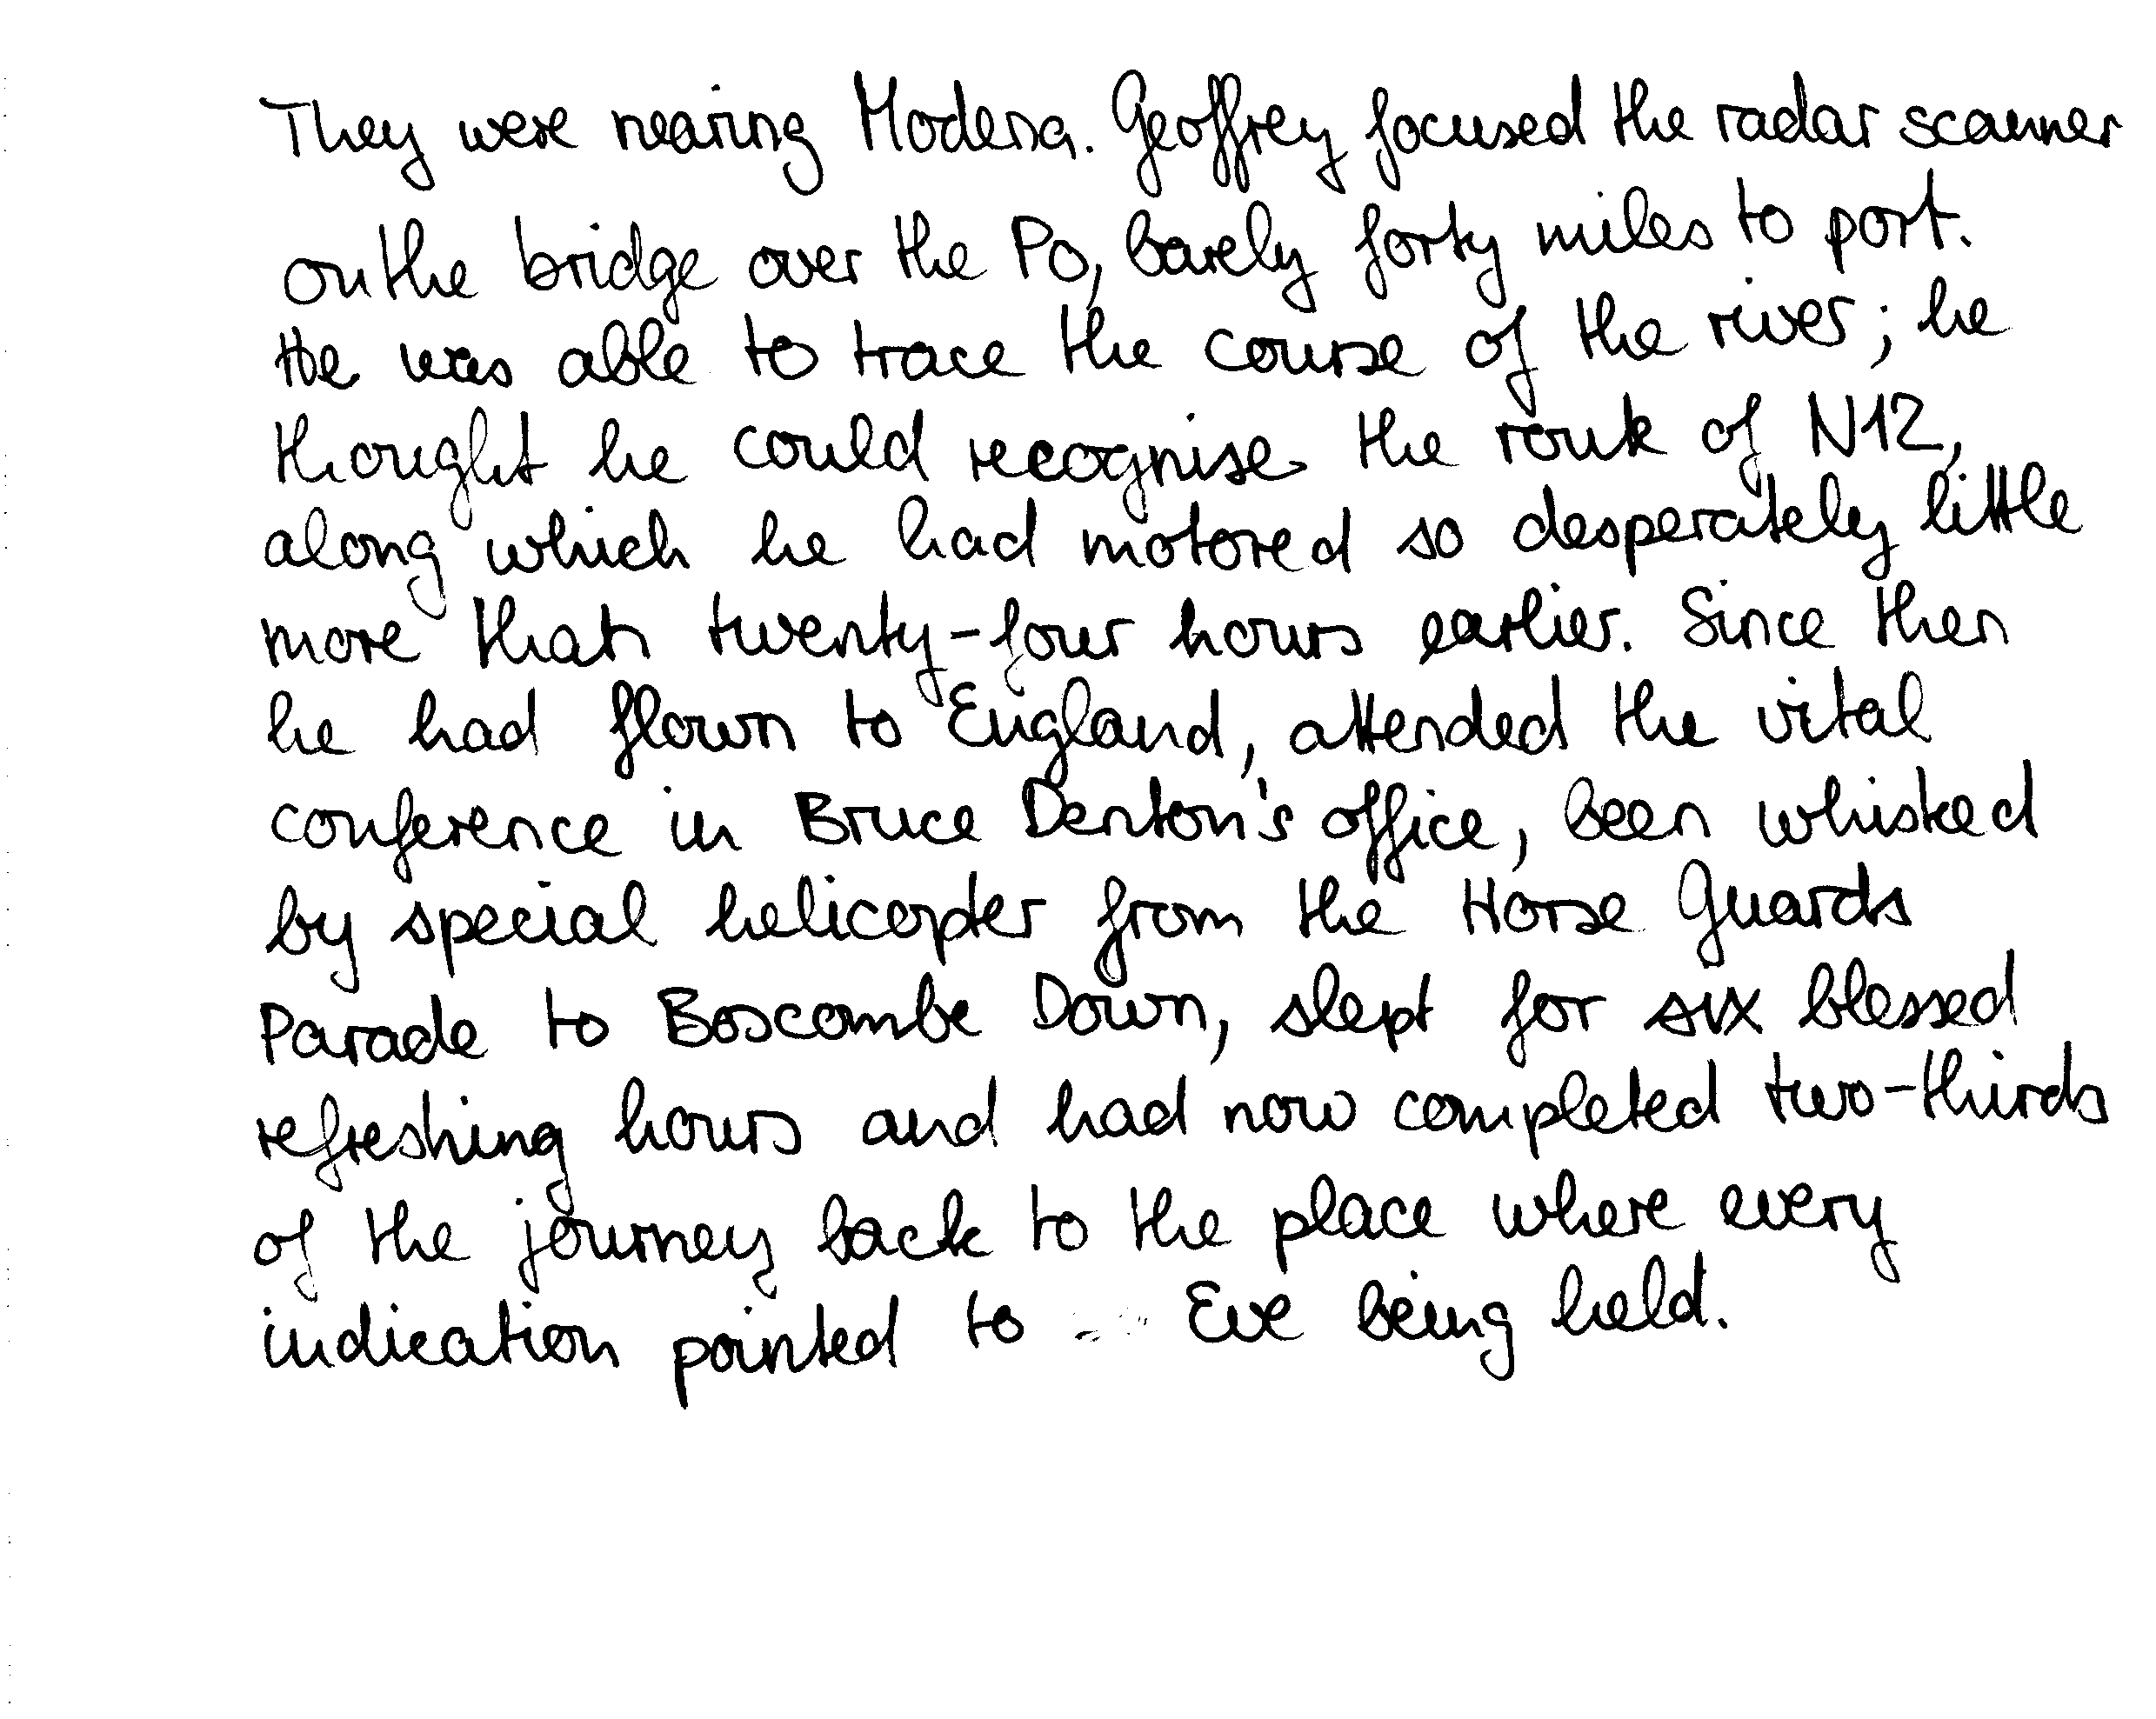 They were nearing Modena. Geoffrey focused the radar scanner
on the bridge over the Po, barely forty miles to port.
He was able to trace the course of the river; he
thought he could recognise the route of N12,
along which he had motored so desperately little
more than twenty-four hours earlier. Since then
he had flown to England, attended the vital
conference in Bruce Denton's office, been whisked
by special helicopter from the Horse Guards
Parade to Boscombe Down, slept for six blessed
refreshing hours and had now completed two-thirds
of the journey back to the place where every
indication pointed to Eve being held.